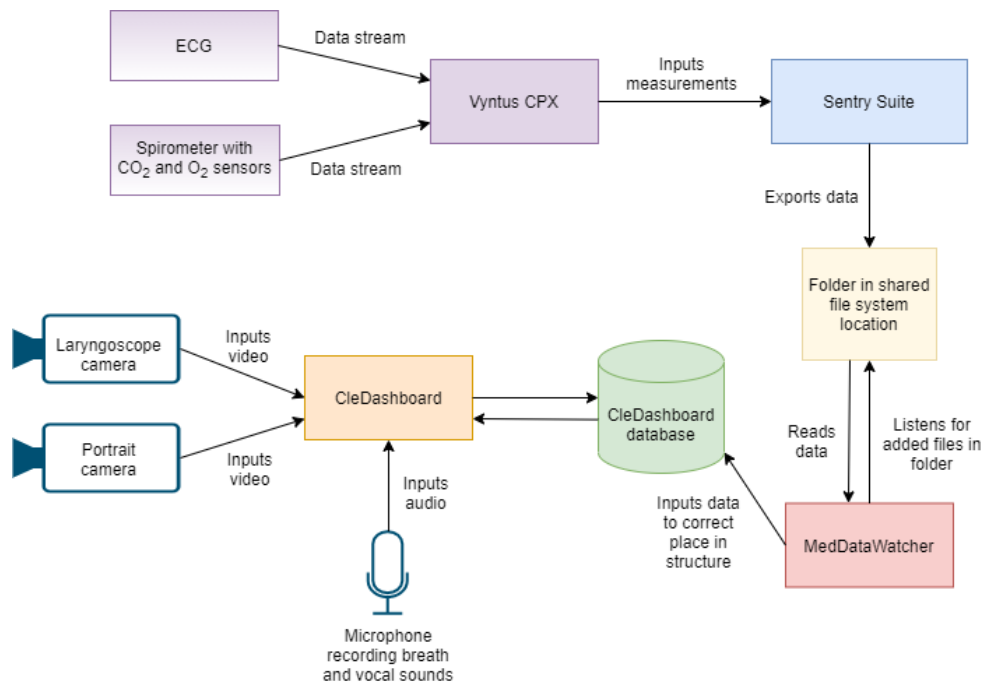 ECG
Data stream
Vyntus CPX
Inputs
measurements
Sentry Suite
Spirometer with
CO₂ and O₂ sensors
Data stream
Exports data
Folder in shared
file system
location
Laryngoscope
camera
Inputs
video
CleDashboard
CleDashboard
database
Portrait
camera
Inputs
video
Inputs
audio
Reads
data
Listens for
added files in
folder
Inputs data
to correct
place in
structure
MedDataWatcher
Microphone
recording breath
and vocal sounds